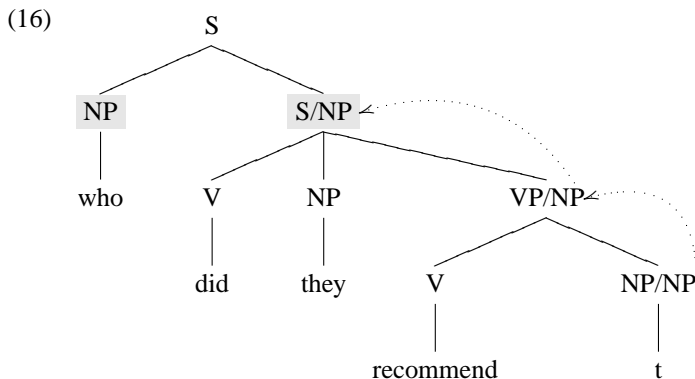 (16) S
NP S/NP
who V NP VP/NP
did they V NP/NP
recommend t